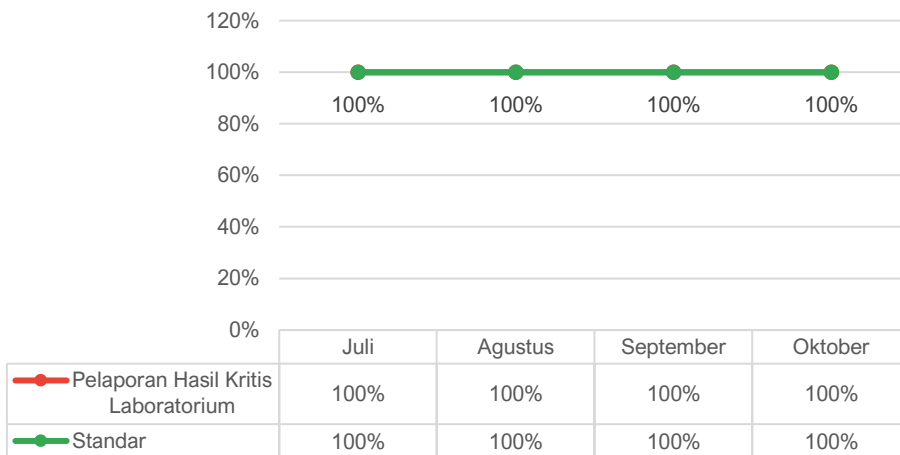 120%
100%
100% 100% 100% 100%
80%
60%
40%
20%
0%
Juli Agustus September Oktober
Pelaporan Hasil Kritis
Laboratorium 100% 100% 100% 100%
Standar 100% 100% 100% 100%